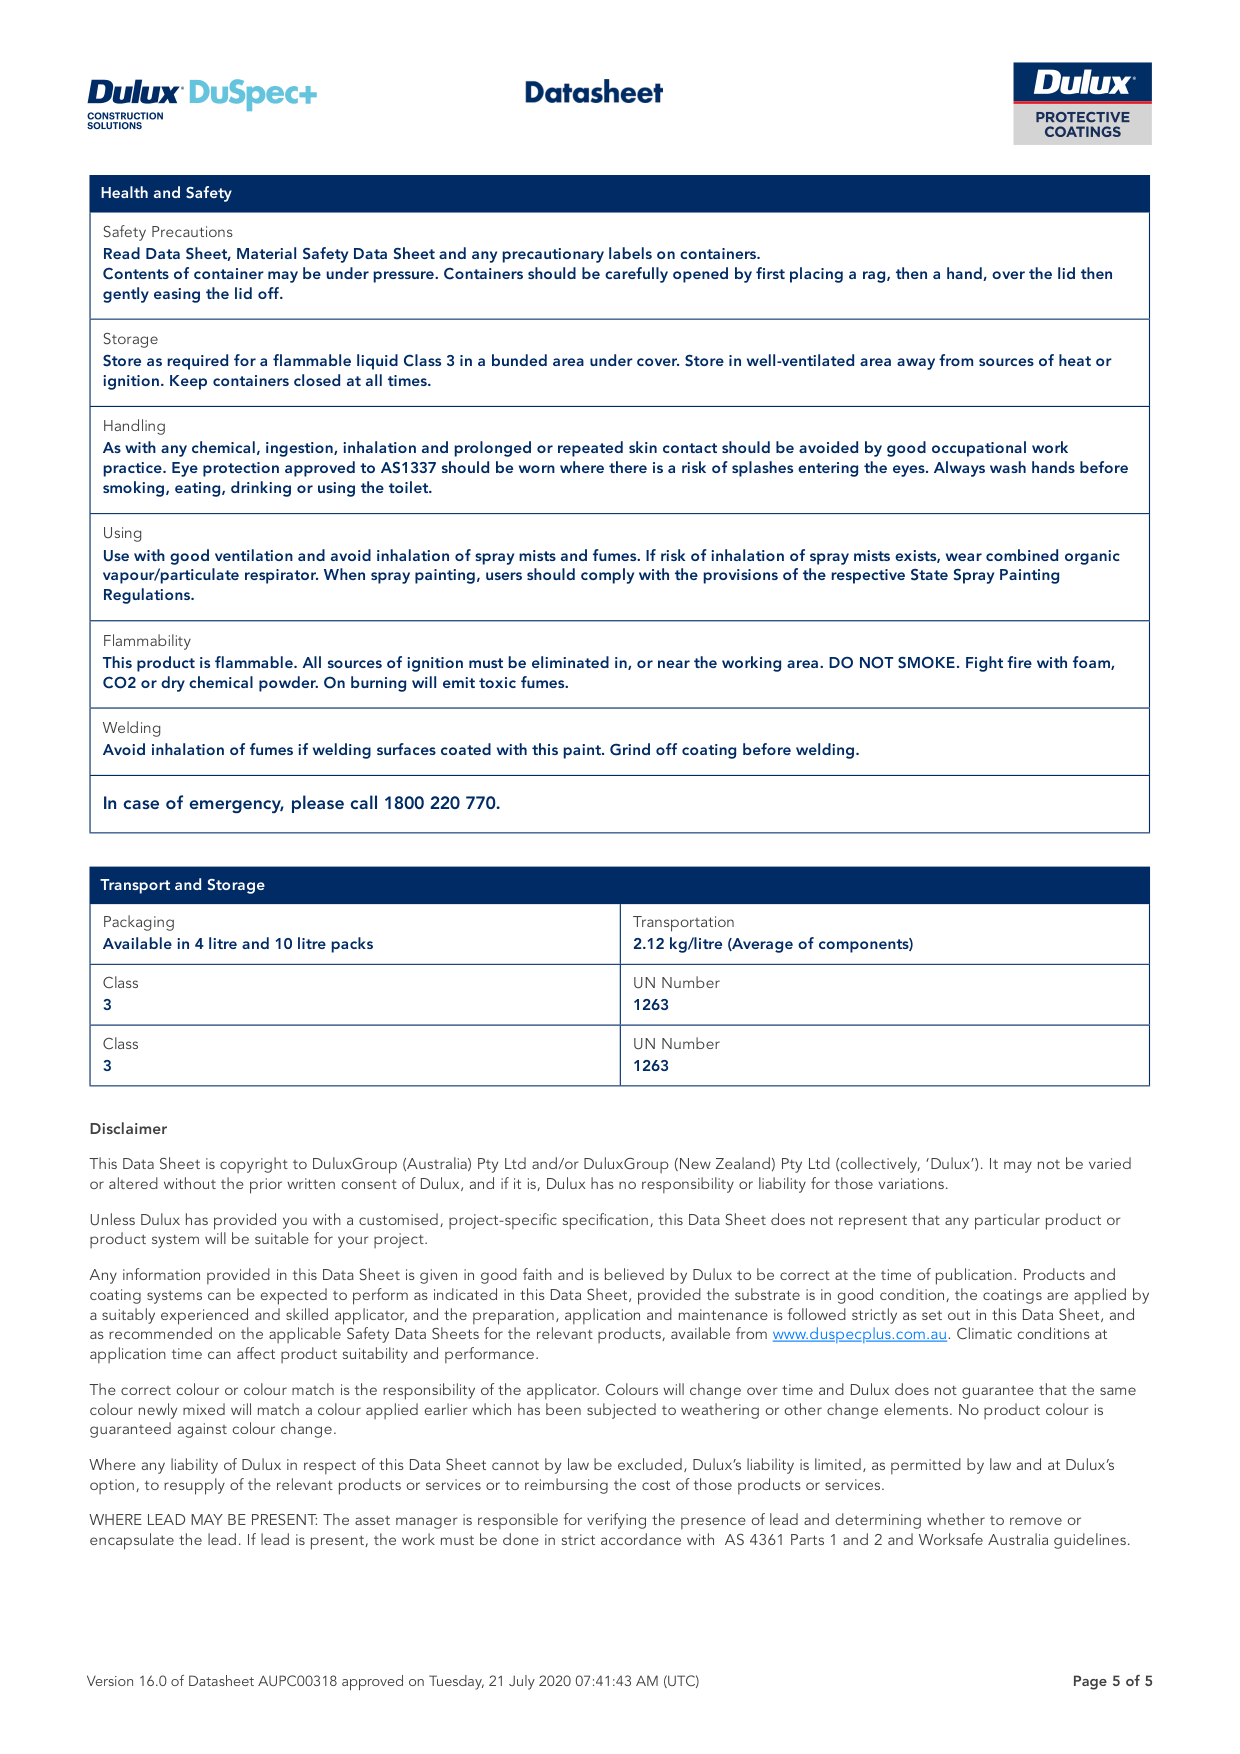 Dulux DuSpec+
CONSTRUCTION
SOLUTIONS
Datasheet
Dulux
PROTECTIVE
COATINGS
Health and Safety
Safety Precautions
Read Data Sheet, Material Safety Data Sheet and any precautionary labels on containers.
Contents of container may be under pressure. Containers should be carefully opened by first placing a rag, then a hand, over the lid then
gently easing the lid off.
Storage
Store as required for a flammable liquid Class 3 in a bunded area under cover. Store in well-ventilated area away from sources of heat or
ignition. Keep containers closed at all times.
Handling
As with any chemical, ingestion, inhalation and prolonged or repeated skin contact should be avoided by good occupational work
practice. Eye protection approved to AS1337 should be worn where there is a risk of splashes entering the eyes. Always wash hands before
smoking, eating, drinking or using the toilet.
Using
Use with good ventilation and avoid inhalation of spray mists and fumes. If risk of inhalation of spray mists exists, wear combined organic
vapour/particulate respirator. When spray painting, users should comply with the provisions of the respective State Spray Painting
Regulations.
Flammability
This product is flammable. All sources of ignition must be eliminated in, or near the working area. DO NOT SMOKE. Fight fire with foam,
CO2 or dry chemical powder. On burning will emit toxic fumes.
Welding
Avoid inhalation of fumes if welding surfaces coated with this paint. Grind off coating before welding.
In case of emergency, please call 1800 220 770.
Transport and Storage
Packaging
Available in 4 litre and 10 litre packs
Transportation
2.12 kg/litre (Average of components)
Class
3
UN Number
1263
Class
3
UN Number
1263
Disclaimer
This Data Sheet is copyright to DuluxGroup (Australia) Pty Ltd and/or DuluxGroup (New Zealand) Pty Ltd (collectively, ‘Dulux’). It may not be varied
or altered without the prior written consent of Dulux, and if it is, Dulux has no responsibility or liability for those variations.
Unless Dulux has provided you with a customised, project-specific specification, this Data Sheet does not represent that any particular product or
product system will be suitable for your project.
Any information provided in this Data Sheet is given in good faith and is believed by Dulux to be correct at the time of publication. Products and
coating systems can be expected to perform as indicated in this Data Sheet, provided the substrate is in good condition, the coatings are applied by
a suitably experienced and skilled applicator, and the preparation, application and maintenance is followed strictly as set out in this Data Sheet, and
as recommended on the applicable Safety Data Sheets for the relevant products, available from www.duspecplus.com.au. Climatic conditions at
application time can affect product suitability and performance.
The correct colour or colour match is the responsibility of the applicator. Colours will change over time and Dulux does not guarantee that the same
colour newly mixed will match a colour applied earlier which has been subjected to weathering or other change elements. No product colour is
guaranteed against colour change.
Where any liability of Dulux in respect of this Data Sheet cannot by law be excluded, Dulux’s liability is limited, as permitted by law and at Dulux’s
option, to resupply of the relevant products or services or to reimbursing the cost of those products or services.
WHERE LEAD MAY BE PRESENT: The asset manager is responsible for verifying the presence of lead and determining whether to remove or
encapsulate the lead. If lead is present, the work must be done in strict accordance with AS 4361 Parts 1 and 2 and Worksafe Australia guidelines.
Version 16.0 of Datasheet AUPC00318 approved on Tuesday, 21 July 2020 07:41:43 AM (UTC)
Page 5 of 5